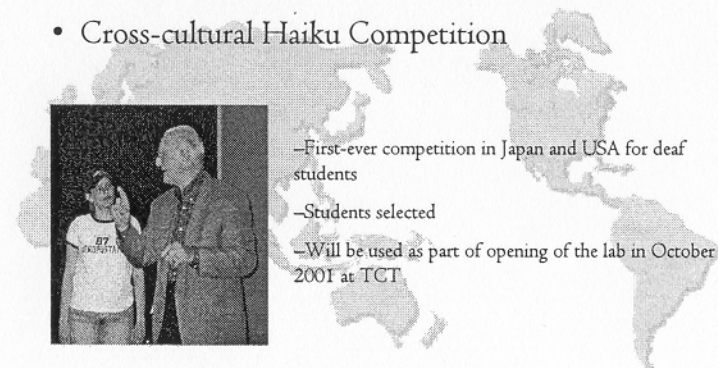 • Cross-cultural Haiku Competition
–First-ever competition in Japan and USA for deaf
students
–Students selected
–Will be used as part of opening of the lab in October
2001 at TCT
87